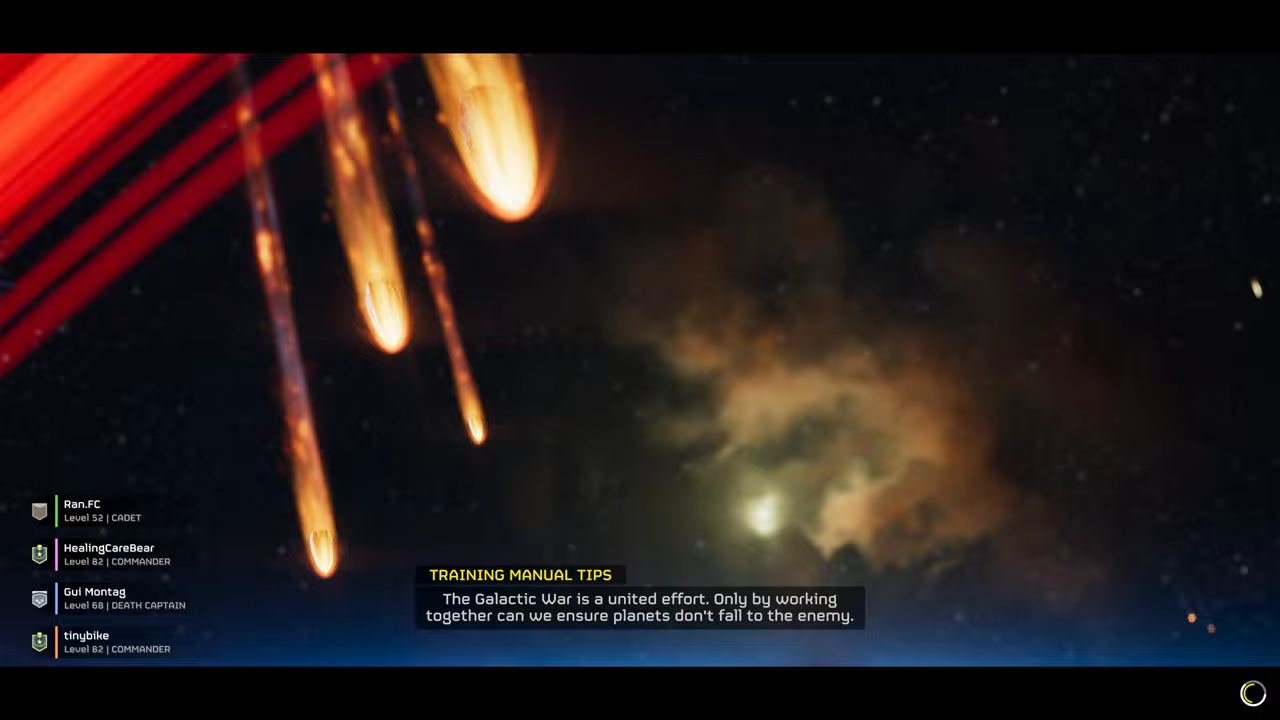 Ran.FC
Level 52 | CADET
HealingCareBear
Level 82 | COMMANDER
Gui Montag
Level 68 | DEATH CAPTAIN
tinybike
Level 82 | COMMANDER
TRAINING MANUAL TIPS
The Galactic War is a united effort. Only by working
together can we ensure planets don't fall to the enemy.